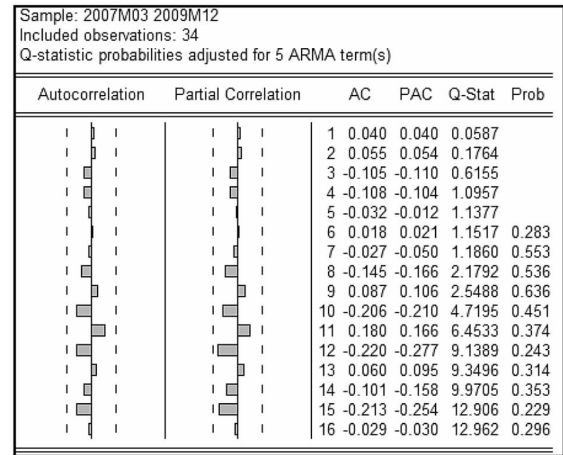 Sample: 2007M03 2009M12
Included observations: 34
Q-statistic probabilities adjusted for 5 ARMA term(s)
Autocorrelation Partial Correlation AC PAC Q-Stat Prob
1 0.040 0.040 0.0587
2 0.055 0.054 0.1764
3 -0.105 -0.110 0.6155
4 -0.108 -0.104 1.0957
5 -0.032 -0.012 1.1377
6 0.018 0.021 1.1517 0.283
7 -0.027 -0.050 1.1860 0.553
8 -0.145 -0.166 2.1792 0.536
9 0.087 0.106 2.5488 0.636
10 -0.206 -0.210 4.7195 0.451
11 0.180 0.166 6.4533 0.374
12 -0.220 -0.277 9.1389 0.243
13 0.060 0.095 9.3496 0.314
14 -0.101 -0.158 9.9705 0.353
15 -0.213 -0.254 12.906 0.229
16 -0.029 -0.030 12.962 0.296